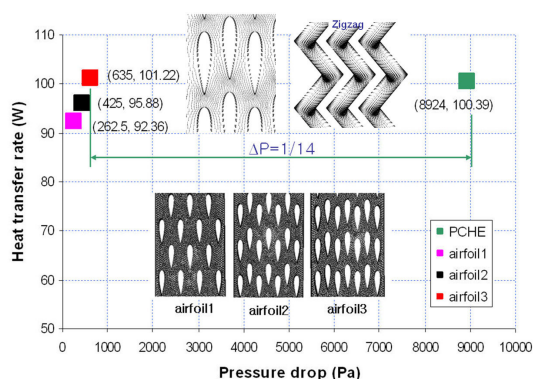 Zigzag
110
100
90
80
70
60
50
Heat transfer rate (W)
(635, 101.22)
(425, 95.88)
(262.5, 92.36)
(8924, 100.39)
ΔP=1/14
airfoil1
airfoil2
airfoil3
PCHE
airfoil1
airfoil2
airfoil3
0 1000 2000 3000 4000 5000 6000 7000 8000 9000 10000
Pressure drop (Pa)